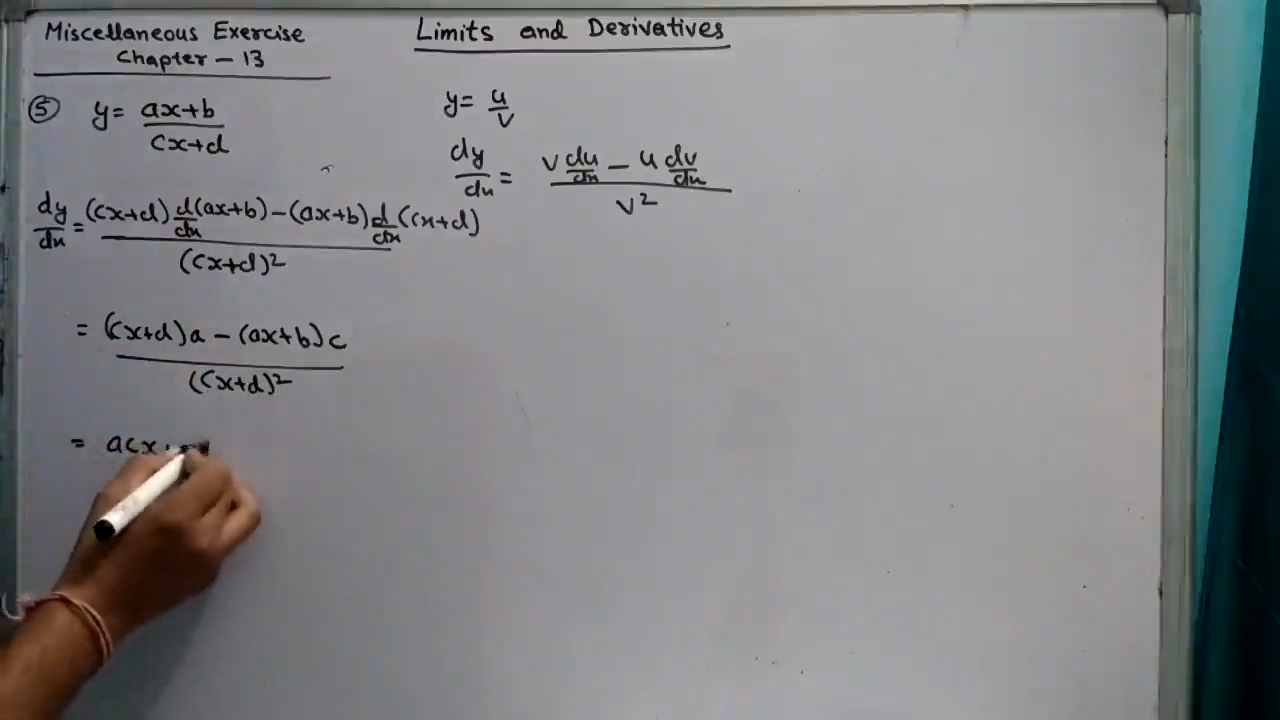 Miscellaneous Exercise
Chapter - 13
Limits and Derivatives
⑤ y = ax+b / cx+d
dy/dx = (cx+d) d/dx (ax+b) - (ax+b) d/dx (cx+d) / (cx+d)²
= (cx+d)a - (ax+b)c / (cx+d)²
= acx
y = u/v
dy/dx = v du/dx - u dv/dx / v²